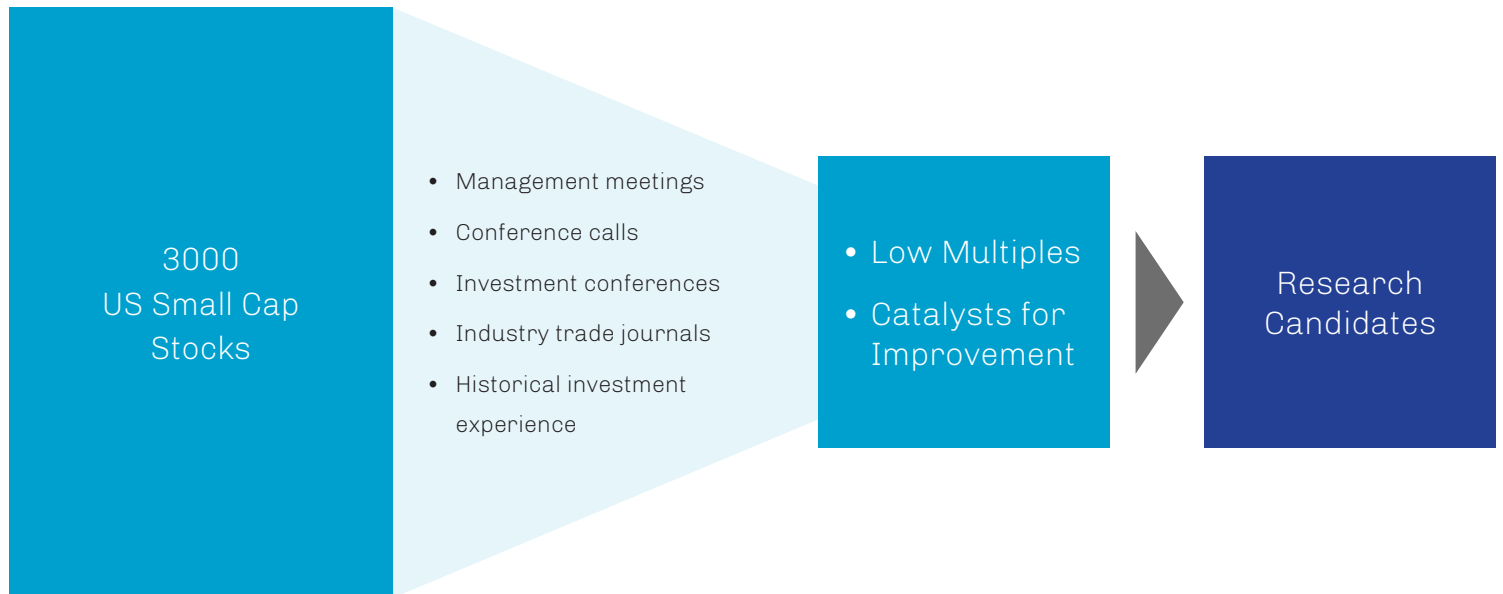 3000
US Small Cap
Stocks
• Management meetings
• Conference calls
• Investment conferences
• Industry trade journals
• Historical investment
experience
• Low Multiples
• Catalysts for
Improvement
Research
Candidates